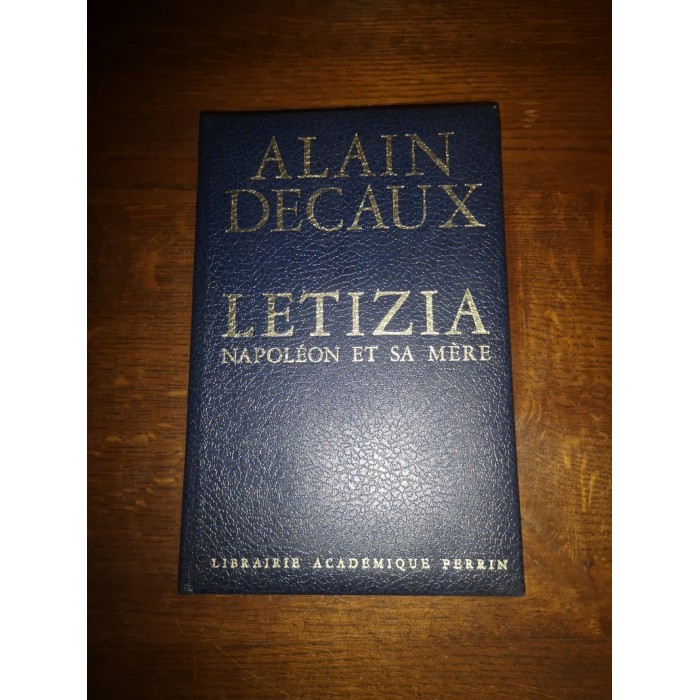 ALAIN
DECAUX
LETIZIA
NAPOLÉON ET SA MÈRE
LIBRAIRIE ACADÉMIQUE PERRIN